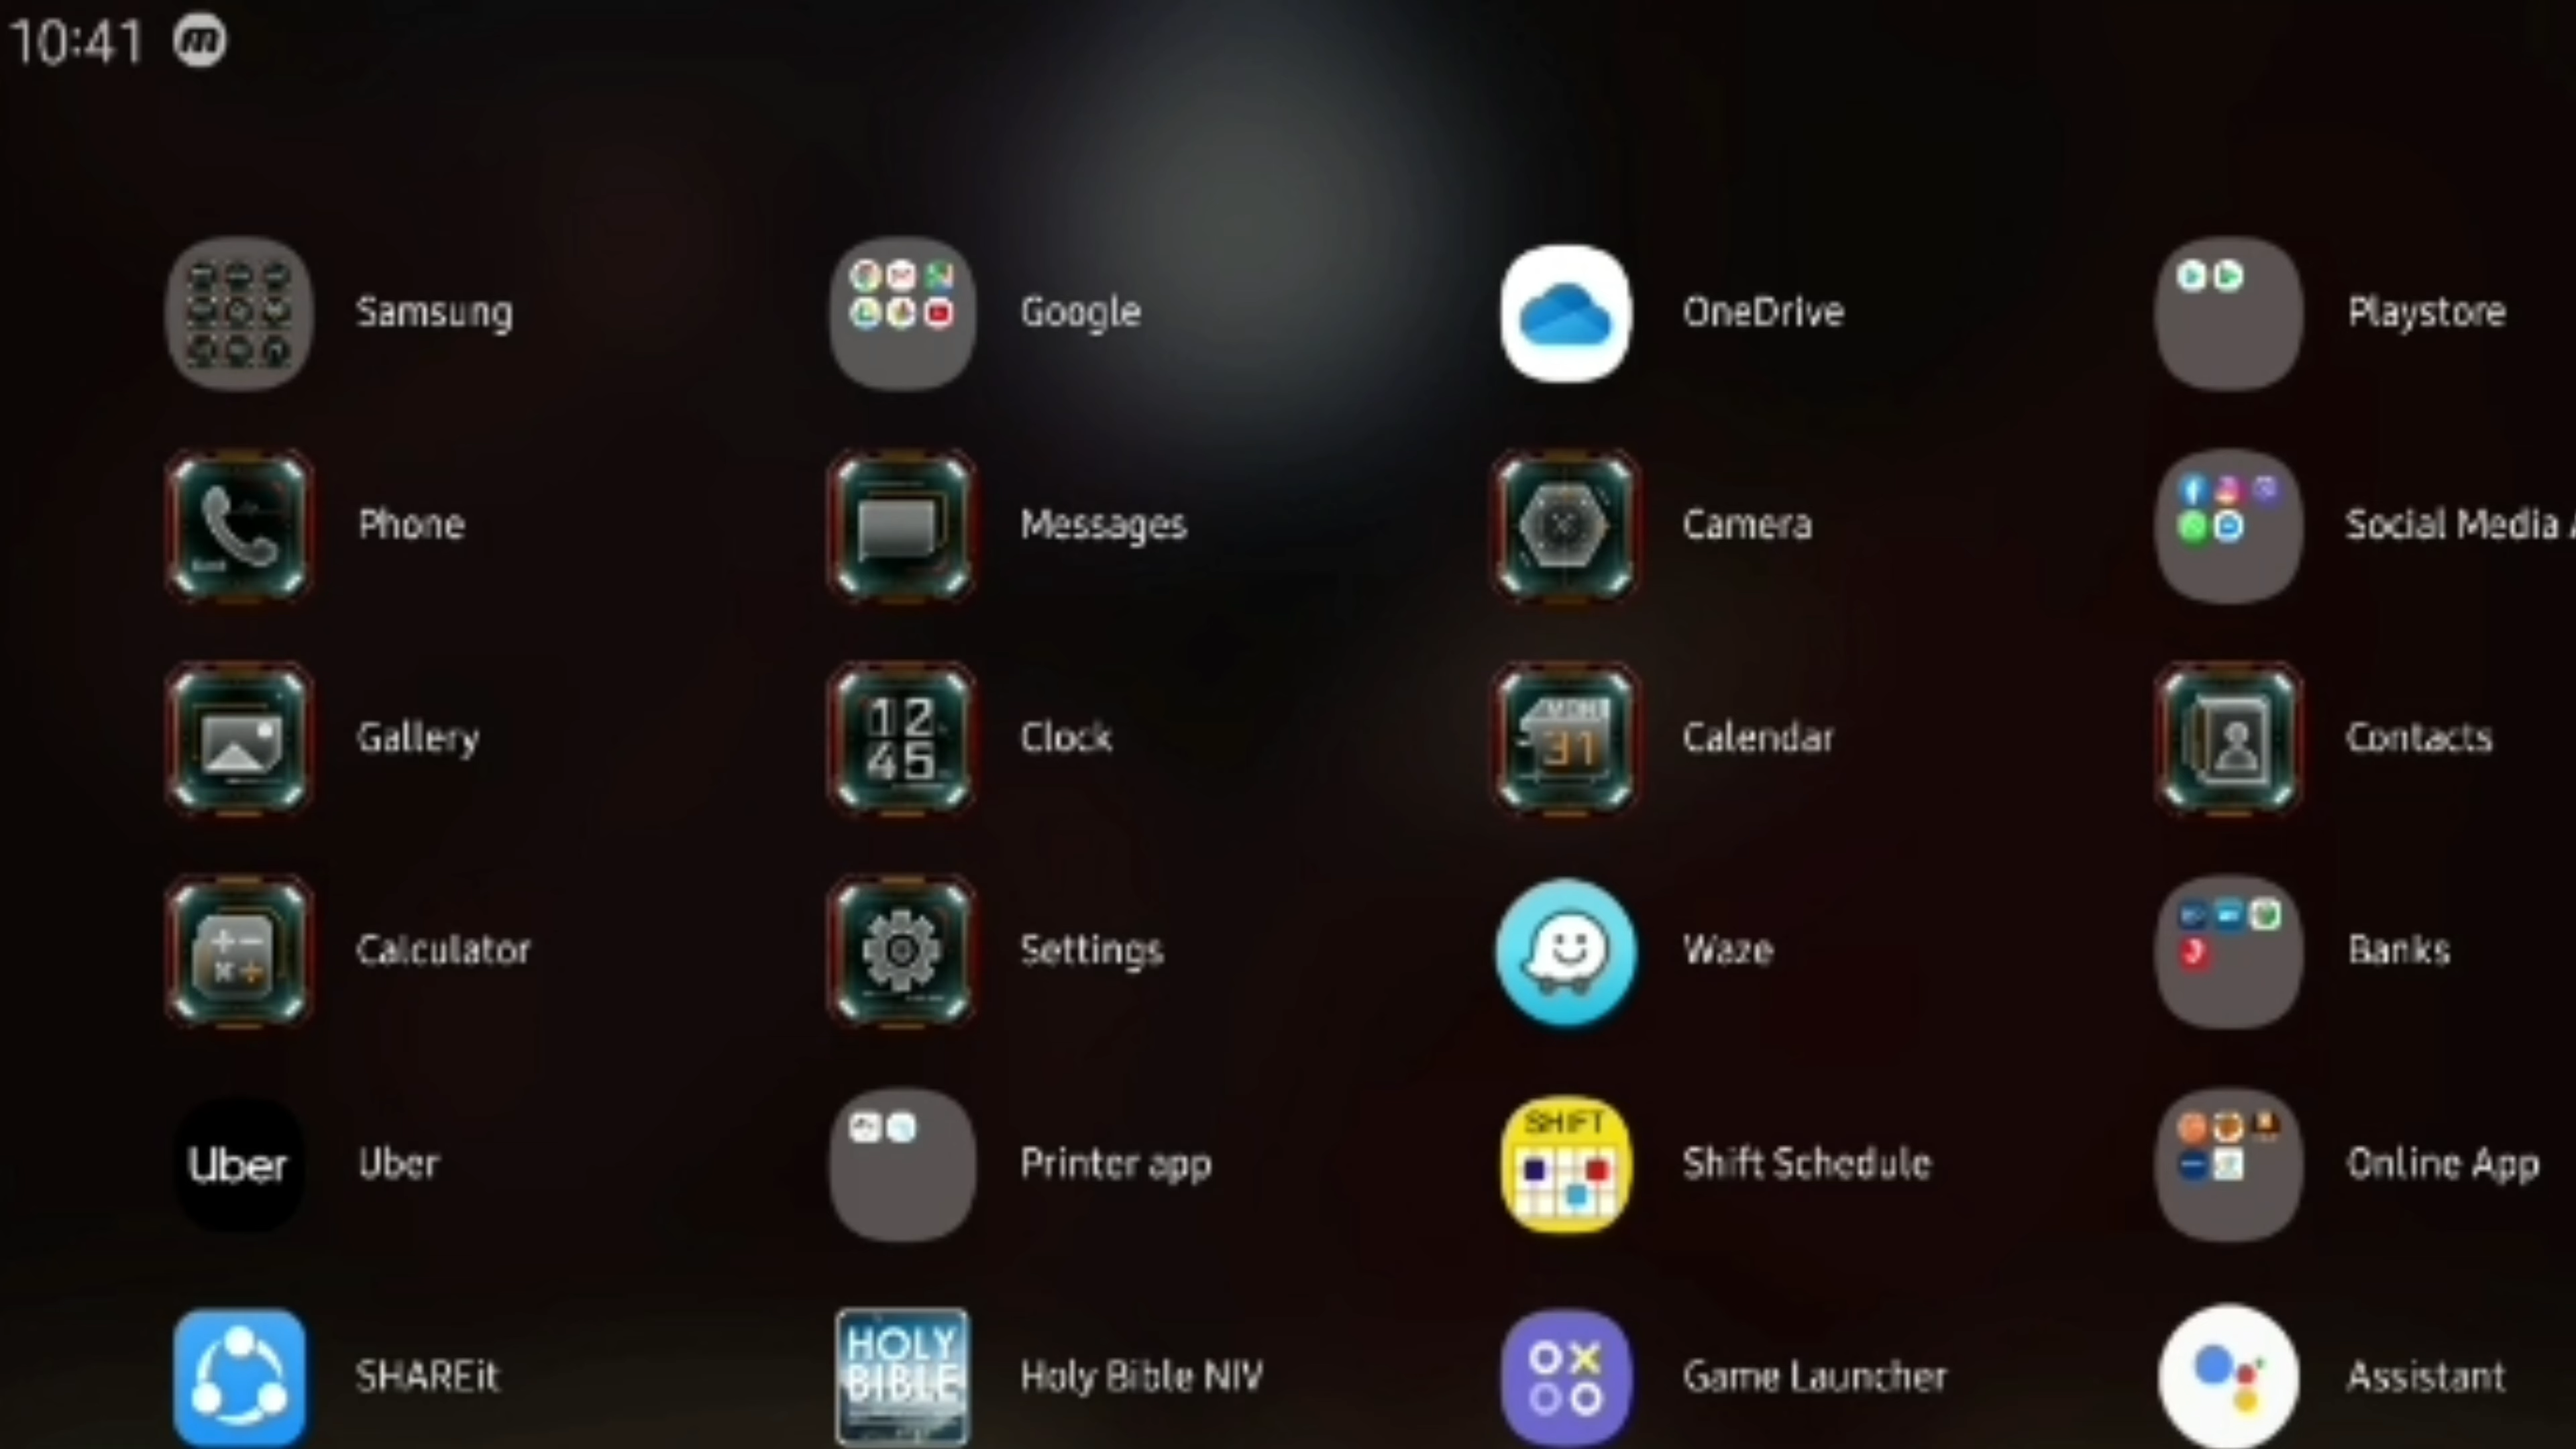 10:41
Samsung
Google
OneDrive
Playstore
Phone
Messages
Camera
Social Media
Gallery
12
45
Clock
31
Calendar
Contacts
Calculator
Settings
Waze
Banks
Uber
Uber
Printer app
SHIFT
Shift Schedule
Online App
SHAREit
HOLY
BIBLE
Holy Bible NIV
Game Launcher
Assistant